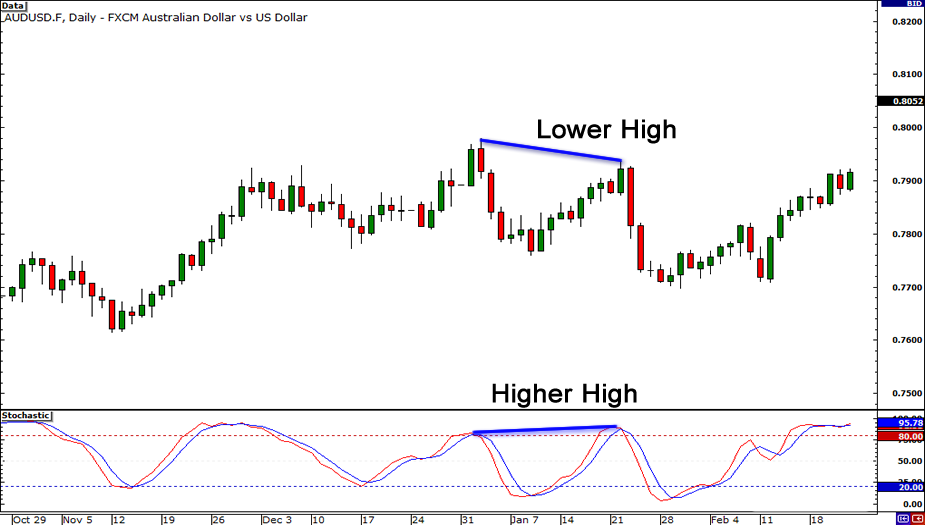 Data
BID
AUDUSD.F, Daily - FXCM Australian Dollar vs US Dollar
0.8200
0.8100
0.8052
0.8000
Lower High
0.7900
0.7800
0.7700
0.7600
0.7500
Higher High
Stochastic
95.78
80.00
50.00
20.00
0.00
Oct 29 Nov 5 12 19 26 Dec 3 10 17 24 31 Jan 7 14 21 28 Feb 4 11 18